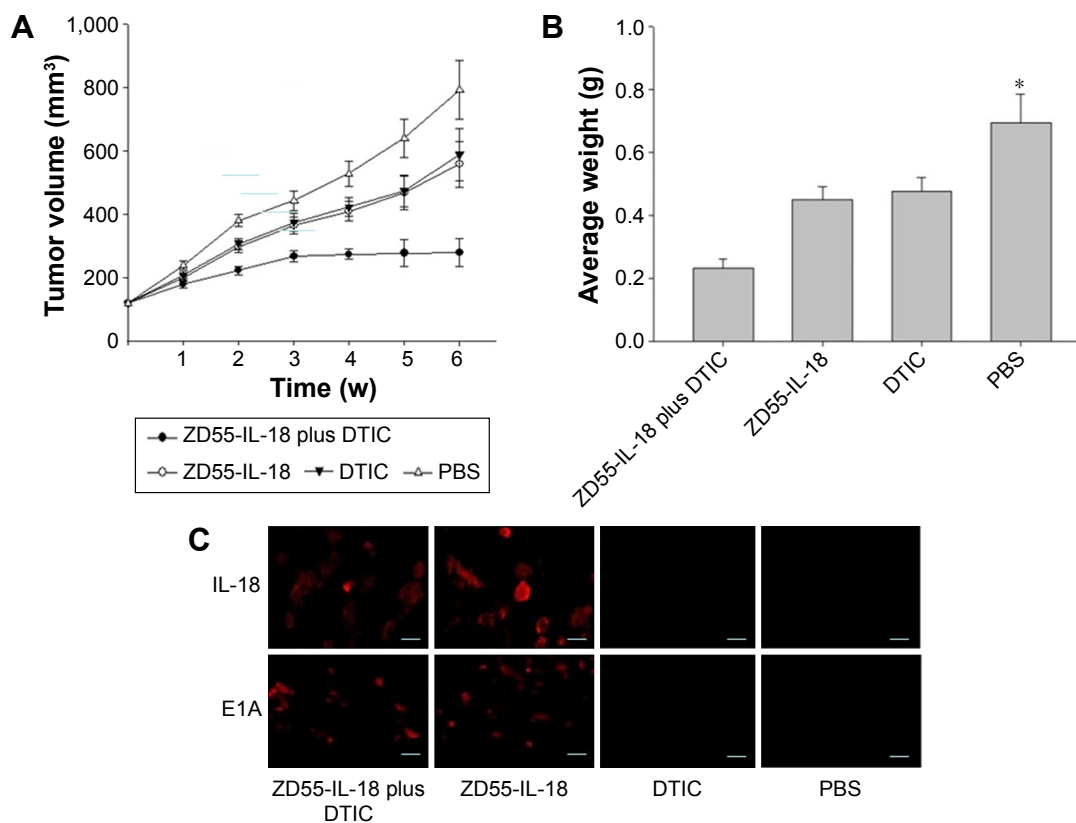 A
Tumor volume (mm³)
1,000
800
600
400
200
0
1 2 3 4 5 6
Time (w)
ZD55-IL-18 plus DTIC
ZD55-IL-18 DTIC PBS
B
Average weight (g)
1.0
0.8
0.6
0.4
0.2
0.0
*
ZD55-IL-18 plus DTIC
ZD55-IL-18
DTIC
PBS
C
IL-18
E1A
ZD55-IL-18 plus
DTIC
ZD55-IL-18
DTIC
PBS